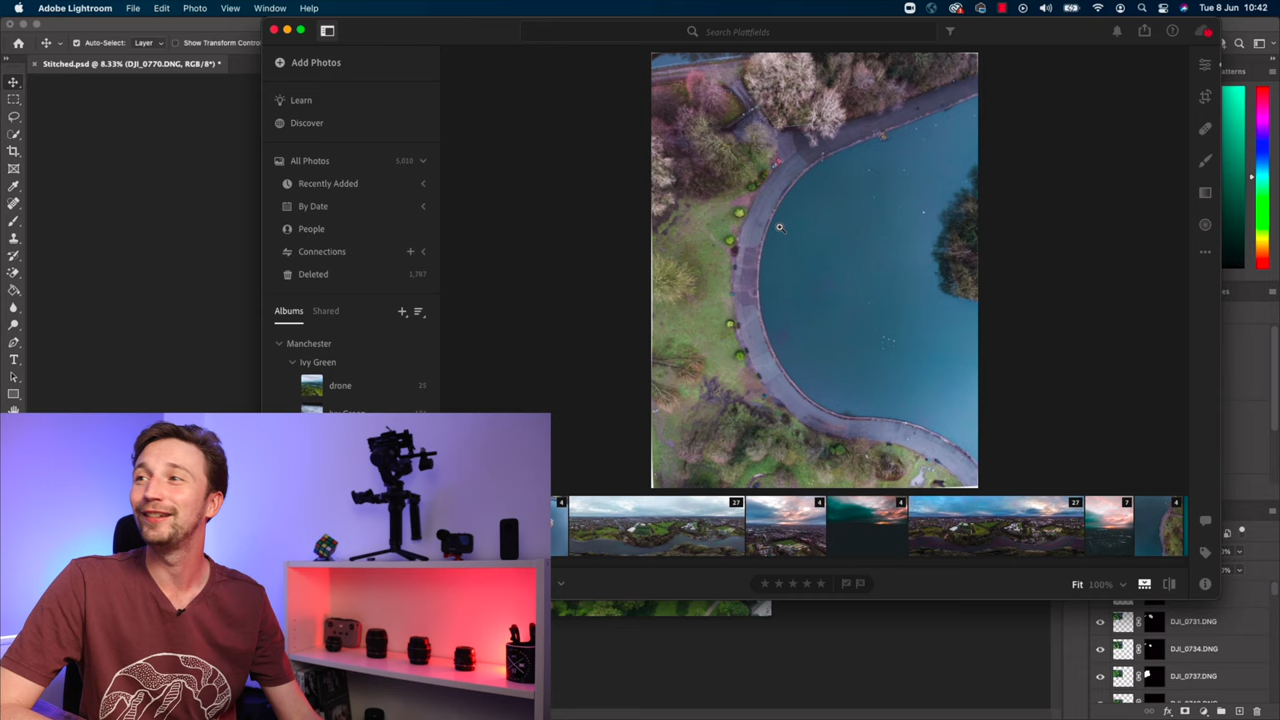 Adobe Lightroom File Edit Photo View Window Help
Tue 8 Jun 10:42
Auto-Select: Layer
Show Transform Contro
Search Plattfields
Stitched.psd @ 8.33% (DJI_0770.DNG, RGB/8*) *
Add Photos
Learn
Discover
All Photos 5,010
Recently Added
By Date
People
Connections
Deleted 1,797
Albums Shared
Manchester
Ivy Green
drone 25
4
27
4
4
27
7
4
Fit 100%
DJI_0731.DNG
DJI_0734.DNG
DJI_0737.DNG
fx